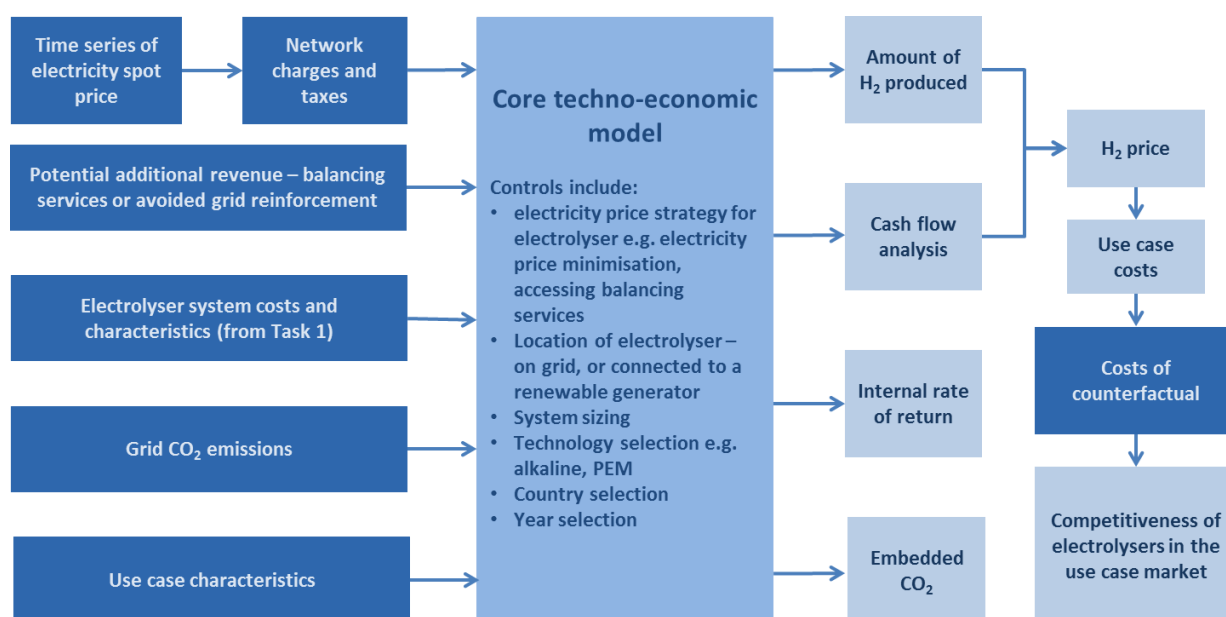 Time series of
electricity spot
price
Network
charges and
taxes
Potential additional revenue – balancing
services or avoided grid reinforcement
Electrolyser system costs and
characteristics (from Task 1)
Grid CO₂ emissions
Use case characteristics
Core techno-economic
model
Controls include:
• electricity price strategy for
electrolyser e.g. electricity
price minimisation,
accessing balancing
services
• Location of electrolyser –
on grid, or connected to a
renewable generator
• System sizing
• Technology selection e.g.
alkaline, PEM
• Country selection
• Year selection
Amount of
H₂ produced
Cash flow
analysis
Internal rate
of return
Embedded
CO₂
H₂ price
Use case
costs
Costs of
counterfactual
Competitiveness of
electrolysers in the
use case market